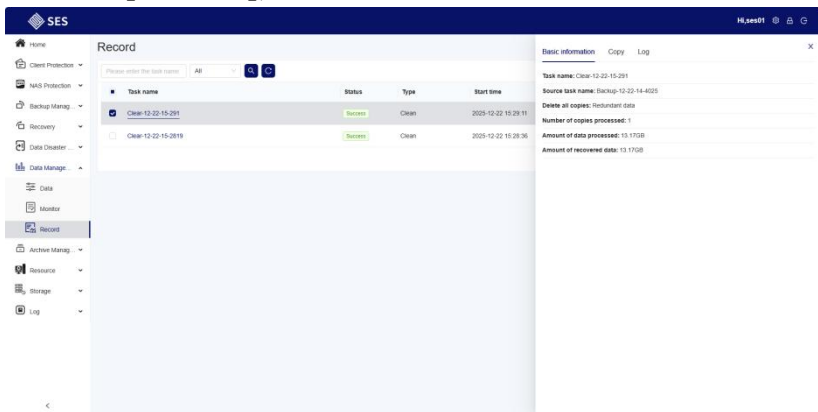 SES
Hi,ses01
Home
Client Protection
NAS Protection
Backup Manag...
Recovery
Data Disaster ...
Data Manage...
Data
Monitor
Record
Archive Manag...
Resource
Storage
Log
Record
Please enter the task name
All
Task name Status Type Start time
Clear-12-22-15-291 Success Clean 2025-12-22 15:29:11
Clear-12-22-15-2819 Success Clean 2025-12-22 15:28:36
Basic information Copy Log X
Task name: Clear-12-22-15-291
Source task name: Backup-12-22-14-4025
Delete all copies: Redundant data
Number of copies processed: 1
Amount of data processed: 13.17GB
Amount of recovered data: 13.17GB